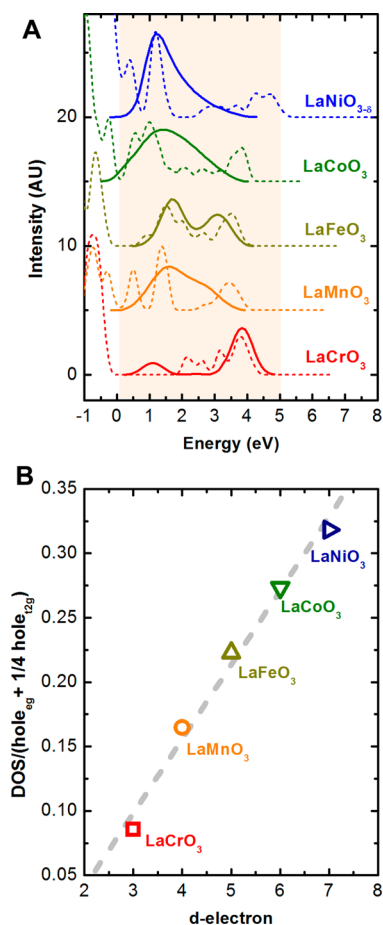 A
20
10
0
Intensity (AU)
LaNiO3-δ
LaCoO3
LaFeO3
LaMnO3
LaCrO3
-1 0 1 2 3 4 5 6 7 8
Energy (eV)
B
0.35
0.30
0.25
0.20
0.15
0.10
0.05
DOS/(hole_eg + 1/4 hole_t2g)
LaNiO3
LaCoO3
LaFeO3
LaMnO3
LaCrO3
2 3 4 5 6 7 8
d-electron